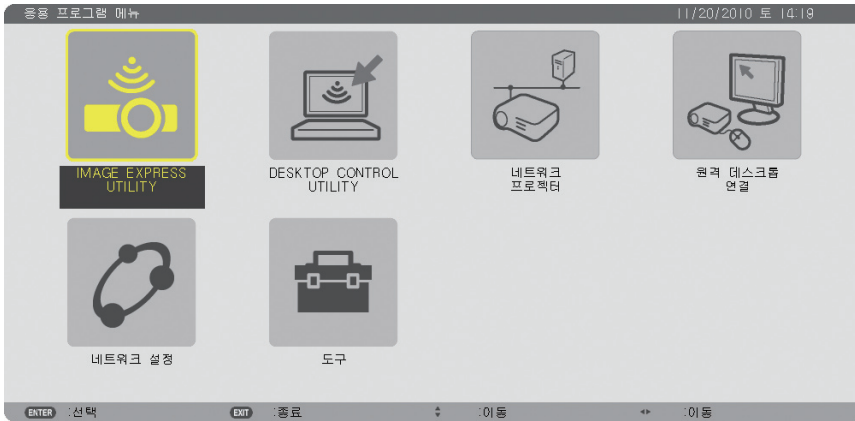 응용 프로그램 메뉴 11/20/2010 토 14:19
IMAGE EXPRESS
UTILITY
DESKTOP CONTROL
UTILITY
네트워크
프로젝터
원격 데스크톱
연결
네트워크 설정
도구
ENTER :선택 EXIT :종료 :이동 :이동